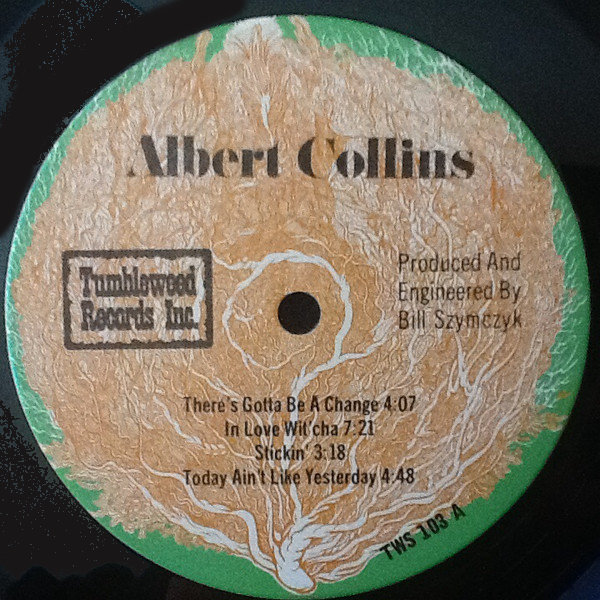 Albert Collins
Tumbleweed
Records Inc.
Produced And
Engineered By
Bill Szymczyk
There's Gotta Be A Change 4:07
In Love Wit'cha 7:21
Stickin' 3:18
Today Ain't Like Yesterday 4:48
TWS 103 A